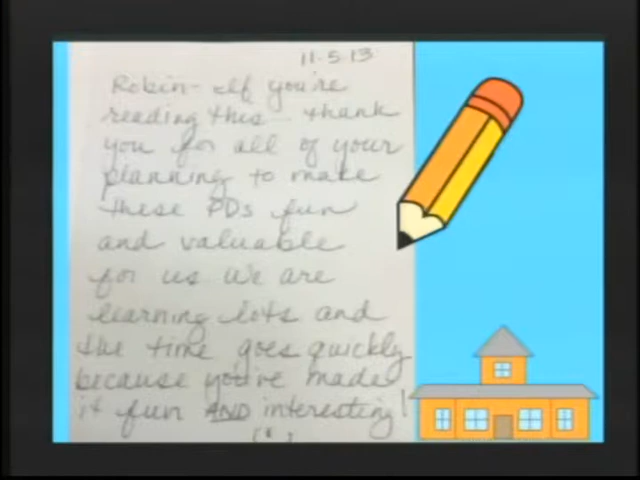 11.5.13
Robin- If you're
reading this... thank
you for all of your
planning to make
these PDs fun
and valuable
for us We are
learning lots and
the time goes quickly
because you've made
it fun AND interesting!